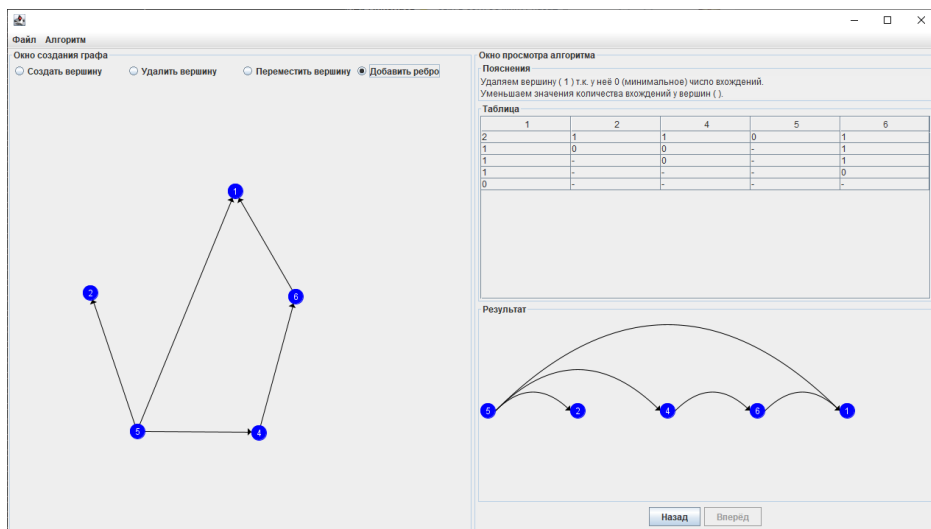 Файл Алгоритм
Окно создания графа
Создать вершину Удалить вершину Переместить вершину Добавить ребро
1
2
6
5
4
Окно просмотра алгоритма
Пояснения
Удаляем вершину ( 1 ) т.к. у неё 0 (минимальное) число вхождений.
Уменьшаем значения количества вхождений у вершин ( ).
Таблица
1 2 4 5 6
2 1 1 0 1
1 0 0 - 1
1 - 0 - 1
1 - - - 0
0 - - - -
Результат
5 2 4 6 1
Назад Вперёд